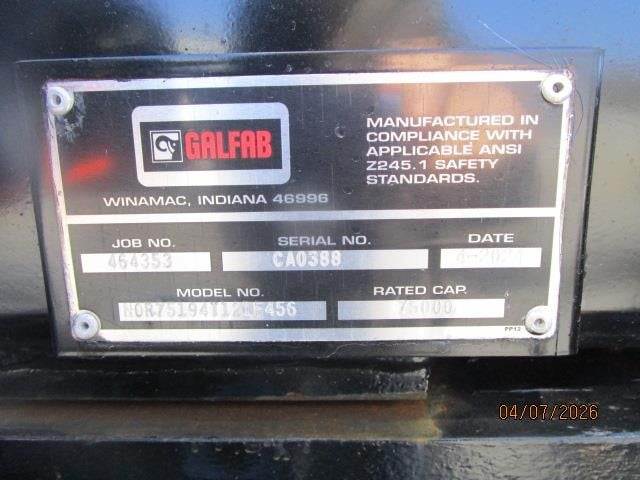 GALFAB
WINAMAC, INDIANA 46996
MANUFACTURED IN
COMPLIANCE WITH
APPLICABLE ANSI
Z245.1 SAFETY
STANDARDS.
JOB NO. SERIAL NO. DATE
464353 CA0388
MODEL NO. RATED CAP.
75000
PP12
04/07/2026